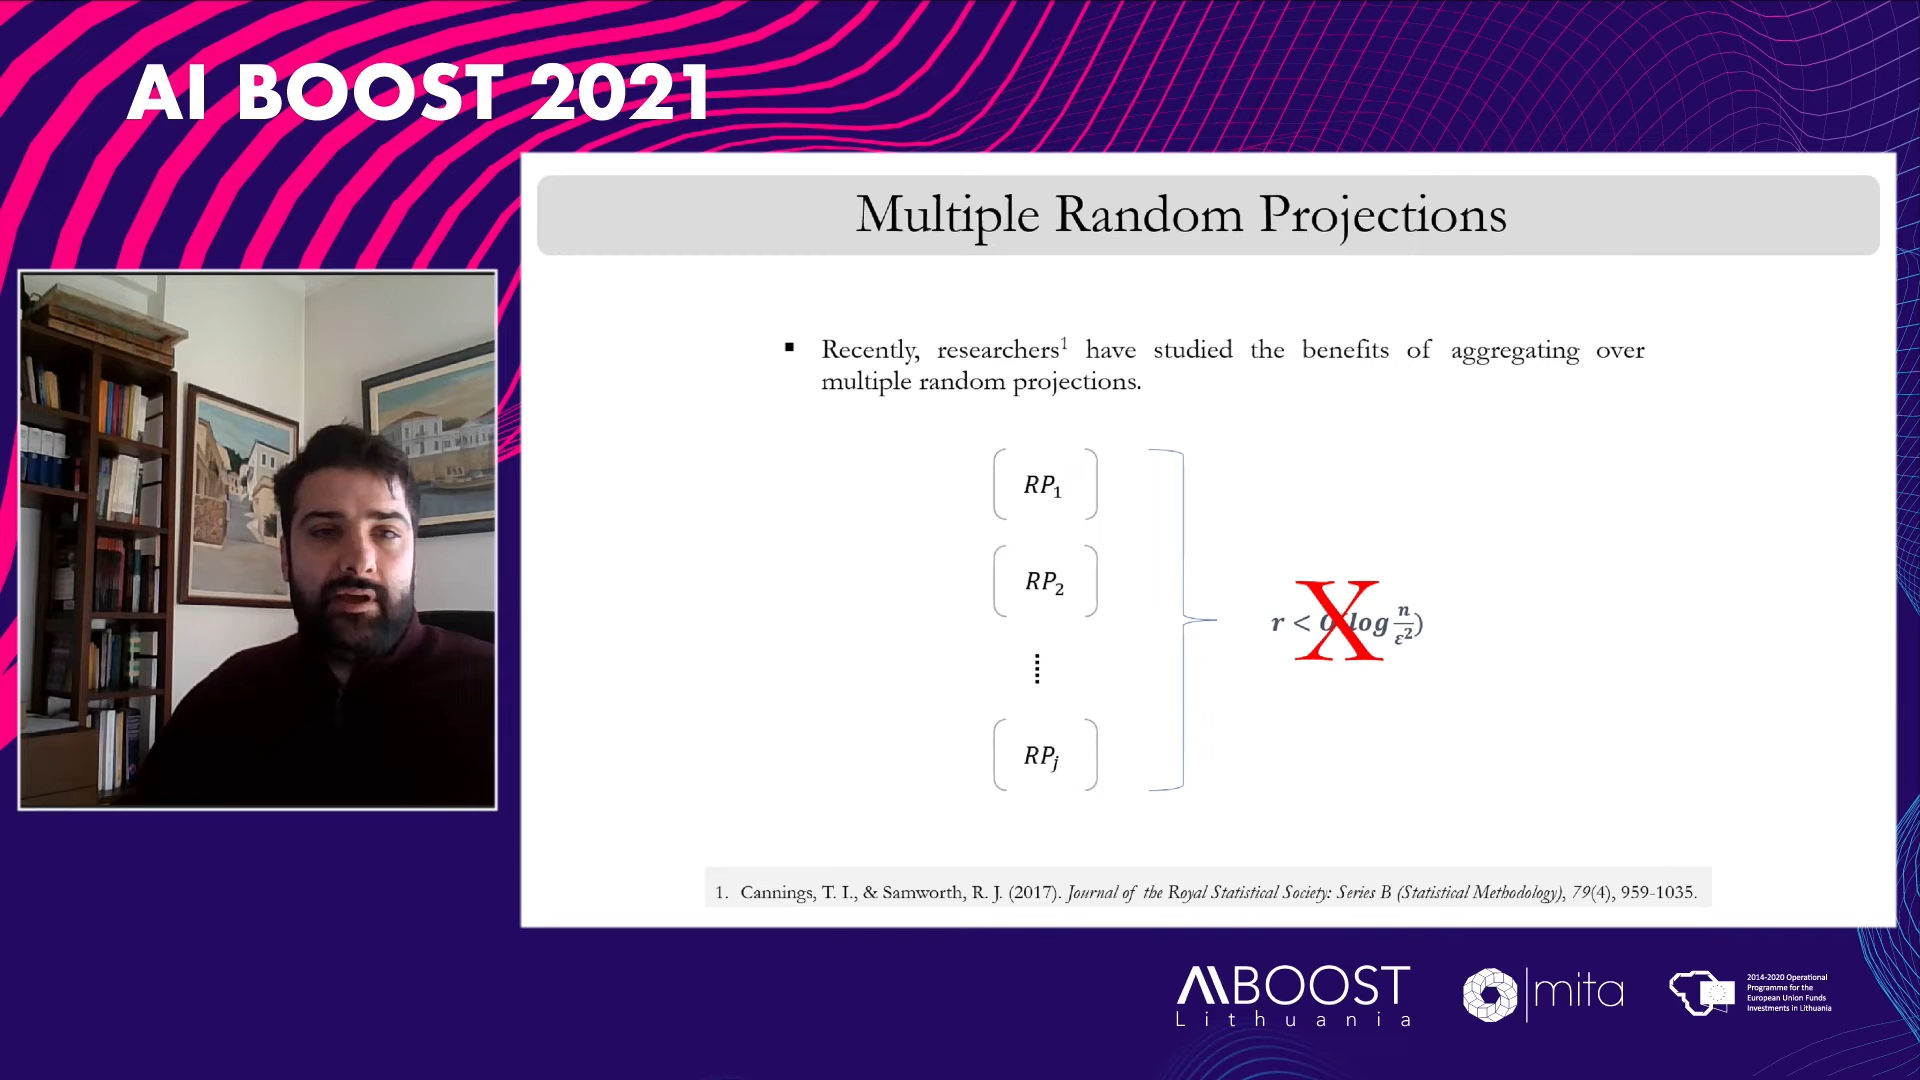 AI BOOST 2021
Multiple Random Projections
▪ Recently, researchers¹ have studied the benefits of aggregating over
multiple random projections.
RP₁
RP₂
RPⱼ
r < O(log n/ε²)
X
1. Cannings, T. I., & Samworth, R. J. (2017). Journal of the Royal Statistical Society: Series B (Statistical Methodology), 79(4), 959-1035.
AIBOOST
Lithuania
mita
2014-2020 Operational
Programme for the
European Union Funds
Investments in Lithuania